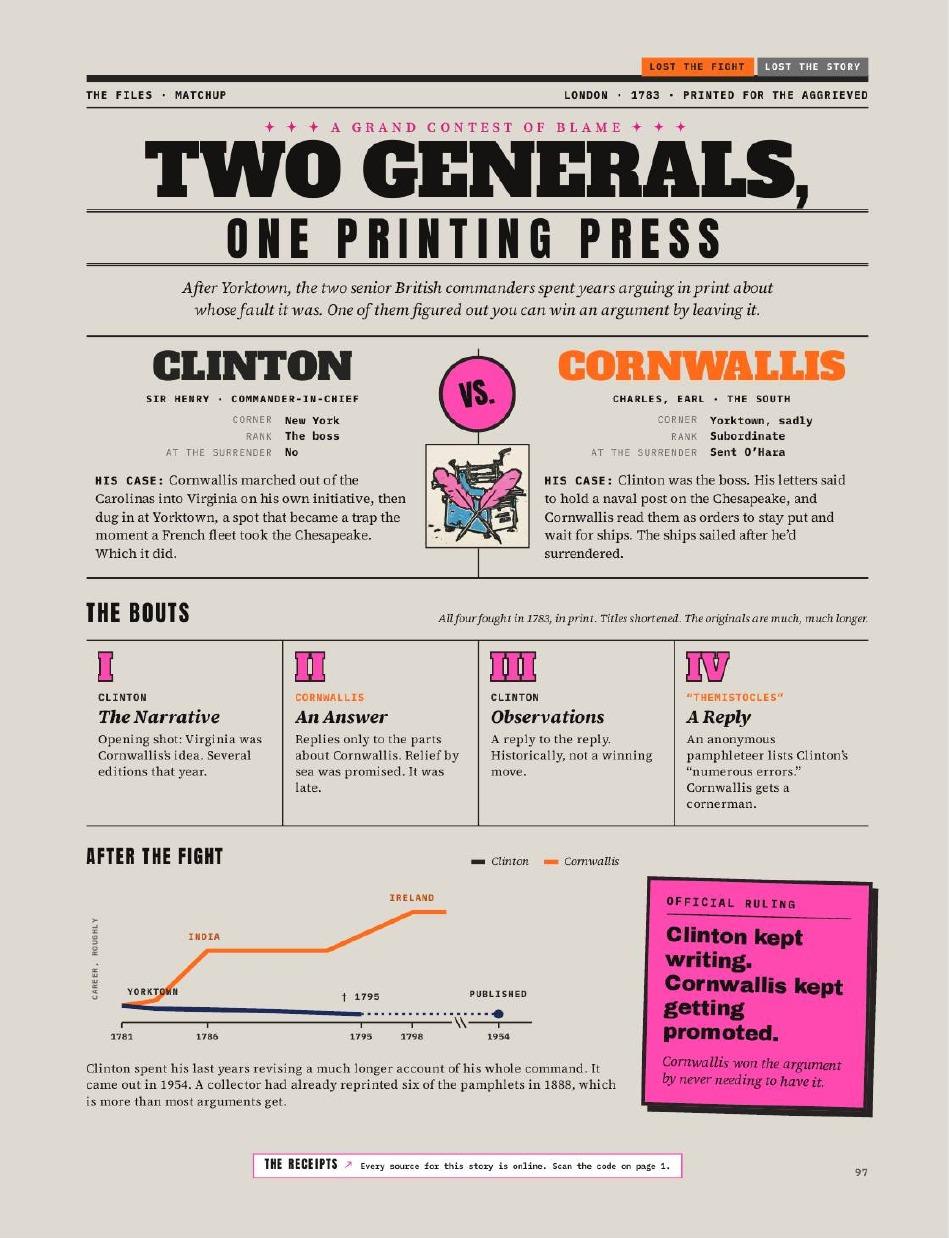 LOST THE FIGHT LOST THE STORY
THE FILES · MATCHUP LONDON · 1783 · PRINTED FOR THE AGGRIEVED
✦ ✦ ✦ A GRAND CONTEST OF BLAME ✦ ✦ ✦
TWO GENERALS,
ONE PRINTING PRESS
After Yorktown, the two senior British commanders spent years arguing in print about
whose fault it was. One of them figured out you can win an argument by leaving it.
CLINTON
SIR HENRY · COMMANDER-IN-CHIEF
CORNER New York
RANK The boss
AT THE SURRENDER No
HIS CASE: Cornwallis marched out of the
Carolinas into Virginia on his own initiative, then
dug in at Yorktown, a spot that became a trap the
moment a French fleet took the Chesapeake.
Which it did.
VS.
CORNWALLIS
CHARLES, EARL · THE SOUTH
CORNER Yorktown, sadly
RANK Subordinate
AT THE SURRENDER Sent O’Hara
HIS CASE: Clinton was the boss. His letters said
to hold a naval post on the Chesapeake, and
Cornwallis read them as orders to stay put and
wait for ships. The ships sailed after he’d
surrendered.
THE BOUTS
All four fought in 1783, in print. Titles shortened. The originals are much, much longer.
I
CLINTON
The Narrative
Opening shot: Virginia was
Cornwallis’s idea. Several
editions that year.
II
CORNWALLIS
An Answer
Replies only to the parts
about Cornwallis. Relief by
sea was promised. It was
late.
III
CLINTON
Observations
A reply to the reply.
Historically, not a winning
move.
IV
“THEMISTOCLES”
A Reply
An anonymous
pamphleteer lists Clinton’s
“numerous errors.”
Cornwallis gets a
cornerman.
AFTER THE FIGHT
Clinton Cornwallis
CAREER, ROUGHLY
IRELAND
INDIA
YORKTOWN
† 1795
PUBLISHED
1781 1786 1795 1798 1954
Clinton spent his last years revising a much longer account of his whole command. It
came out in 1954. A collector had already reprinted six of the pamphlets in 1888, which
is more than most arguments get.
OFFICIAL RULING
Clinton kept
writing.
Cornwallis kept
getting
promoted.
Cornwallis won the argument
by never needing to have it.
THE RECEIPTS ↗ Every source for this story is online. Scan the code on page 1.
97